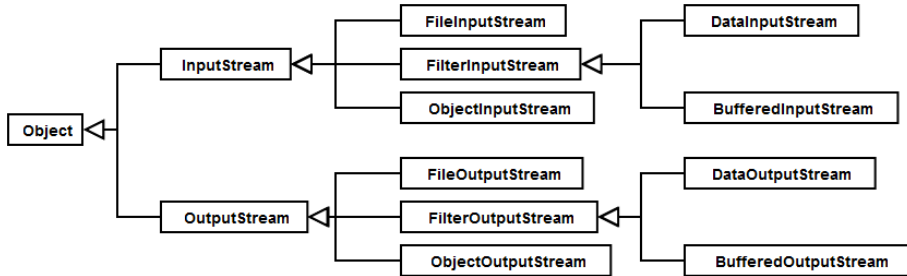 FileInputStream
DataInputStream
InputStream
FilterInputStream
ObjectInputStream
BufferedInputStream
Object
FileOutputStream
DataOutputStream
OutputStream
FilterOutputStream
ObjectOutputStream
BufferedOutputStream